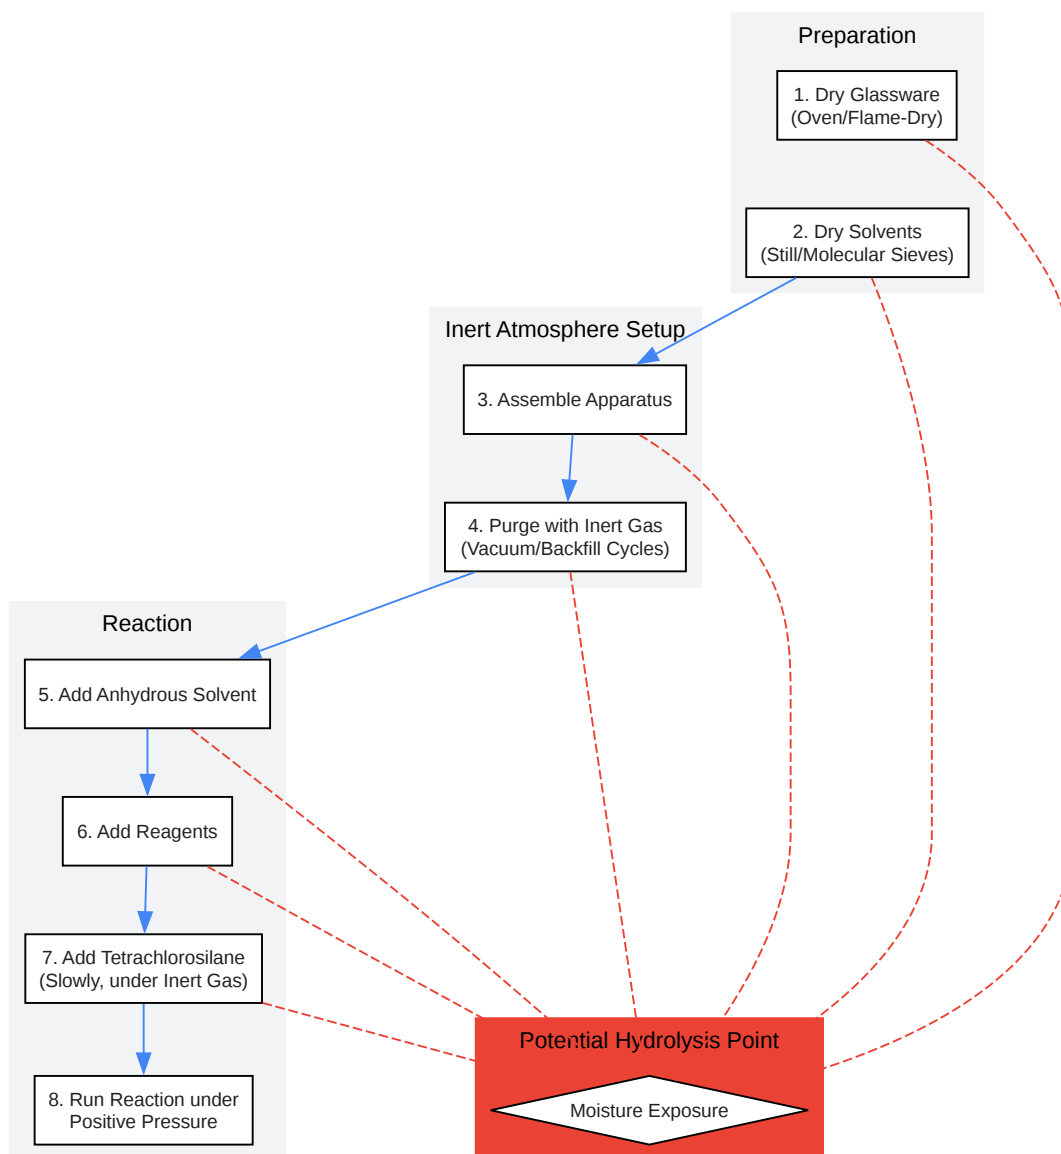 Preparation
1. Dry Glassware
(Oven/Flame-Dry)
2. Dry Solvents
(Still/Molecular Sieves)
Inert Atmosphere Setup
3. Assemble Apparatus
4. Purge with Inert Gas
(Vacuum/Backfill Cycles)
Reaction
5. Add Anhydrous Solvent
6. Add Reagents
7. Add Tetrachlorosilane
(Slowly, under Inert Gas)
8. Run Reaction under
Positive Pressure
Potential Hydrolysis Point
Moisture Exposure